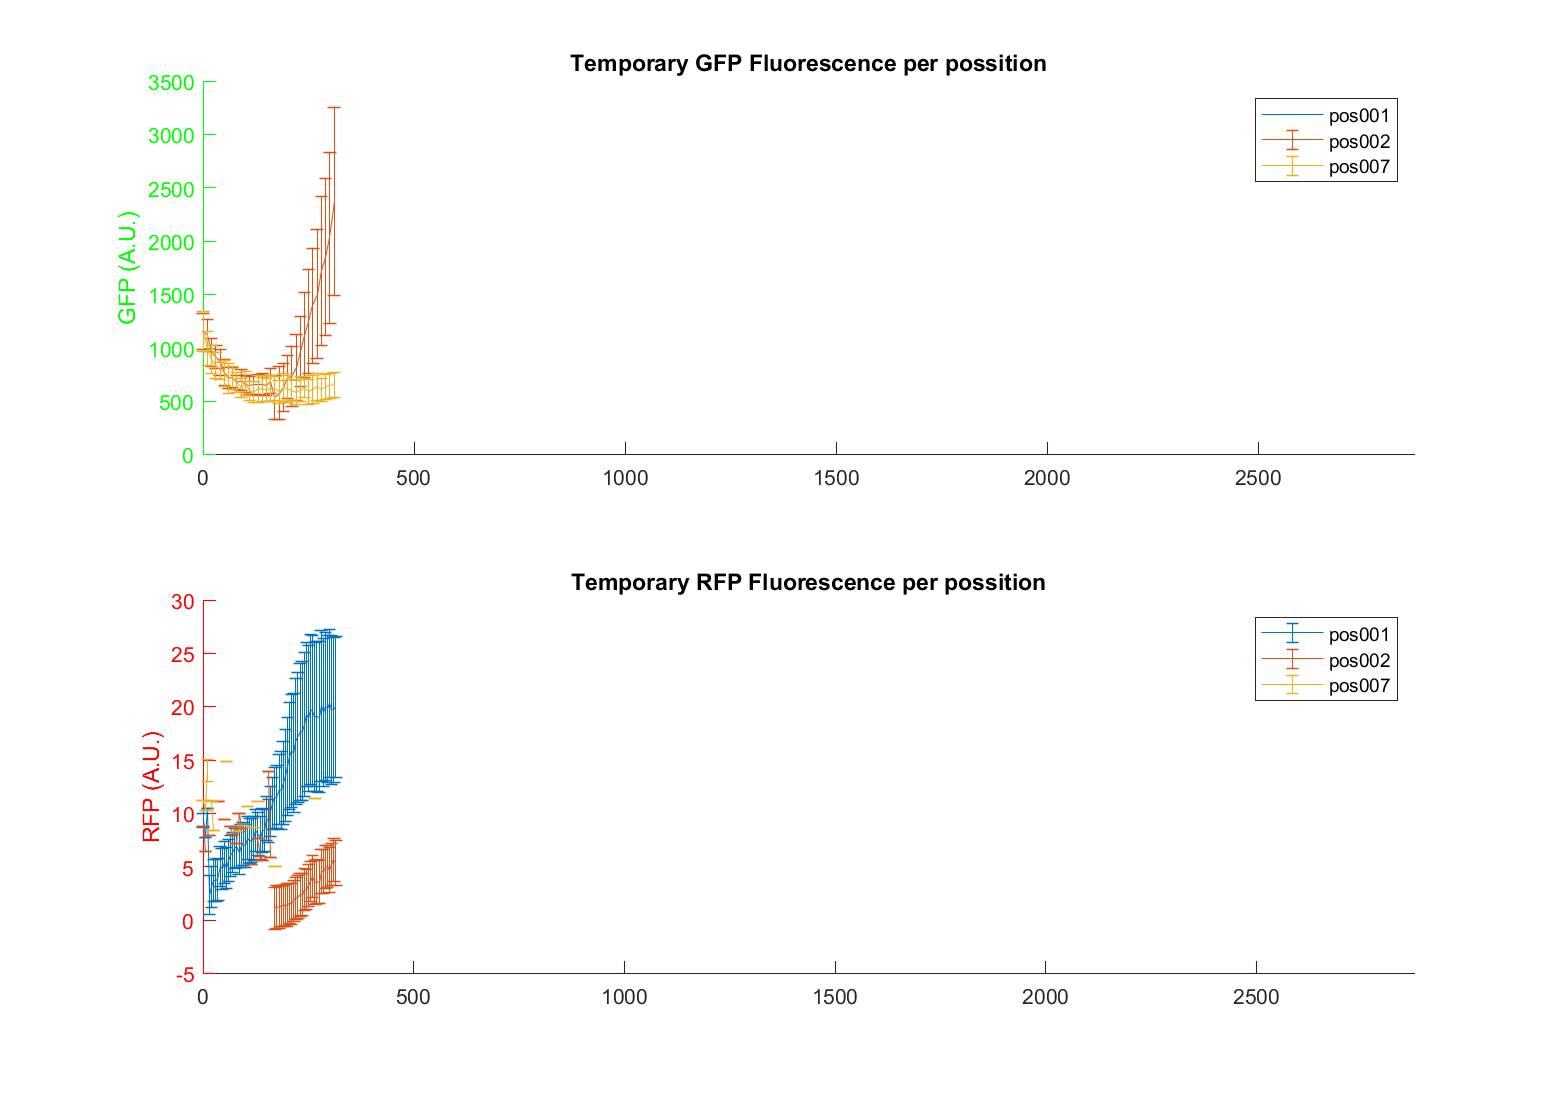 Temporary GFP Fluorescence per possition
3500
3000
2500
2000
1500
1000
500
0
GFP (A.U.)
pos001
pos002
pos007
0 500 1000 1500 2000 2500
Temporary RFP Fluorescence per possition
30
25
20
15
10
5
0
-5
RFP (A.U.)
pos001
pos002
pos007
0 500 1000 1500 2000 2500